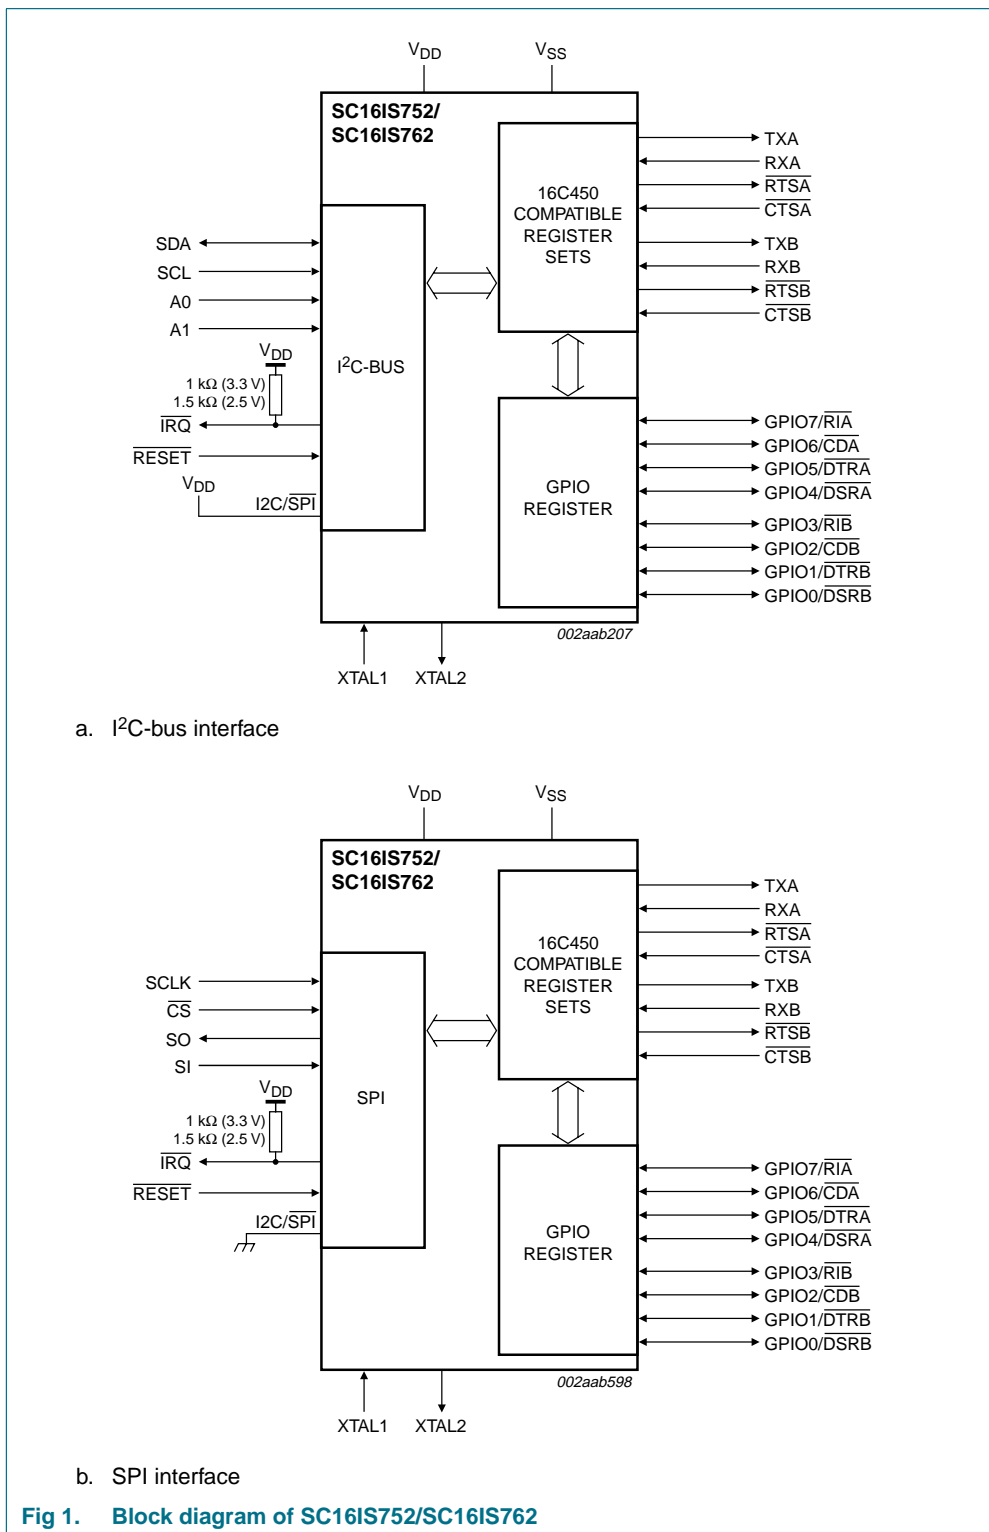 VDD
VSS
SC16IS752/
SC16IS762
16C450
COMPATIBLE
REGISTER
SETS
TXA
RXA
RTSA
CTSA
TXB
RXB
RTSB
CTSB
SDA
SCL
A0
A1
VDD
1 kΩ (3.3 V)
1.5 kΩ (2.5 V)
IRQ
RESET
VDD
I2C/SPI
I2C-BUS
GPIO
REGISTER
GPIO7/RIA
GPIO6/CDA
GPIO5/DTRA
GPIO4/DSRA
GPIO3/RIB
GPIO2/CDB
GPIO1/DTRB
GPIO0/DSRB
002aab207
XTAL1
XTAL2
a. I2C-bus interface
VDD
VSS
SC16IS752/
SC16IS762
16C450
COMPATIBLE
REGISTER
SETS
TXA
RXA
RTSA
CTSA
TXB
RXB
RTSB
CTSB
SCLK
CS
SO
SI
VDD
1 kΩ (3.3 V)
1.5 kΩ (2.5 V)
IRQ
RESET
I2C/SPI
SPI
GPIO
REGISTER
GPIO7/RIA
GPIO6/CDA
GPIO5/DTRA
GPIO4/DSRA
GPIO3/RIB
GPIO2/CDB
GPIO1/DTRB
GPIO0/DSRB
002aab598
XTAL1
XTAL2
b. SPI interface
Fig 1. Block diagram of SC16IS752/SC16IS762